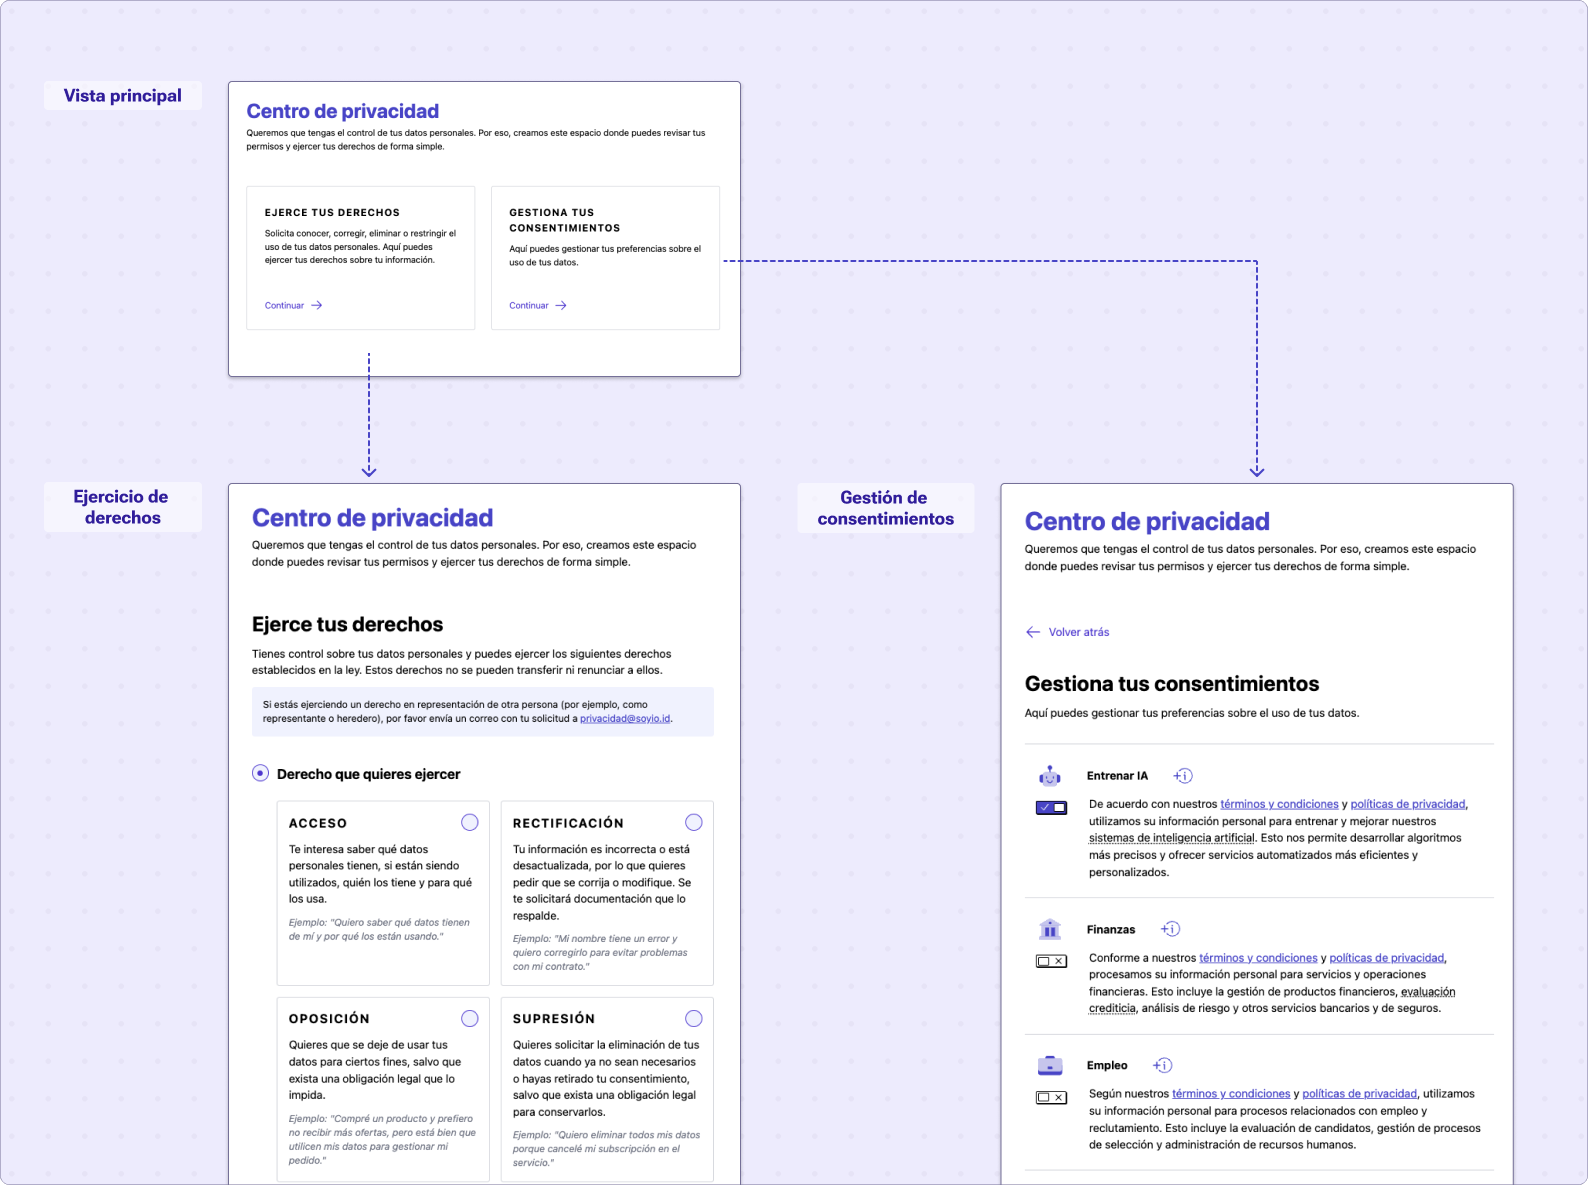 Vista principal
Centro de privacidad
Queremos que tengas el control de tus datos personales. Por eso, creamos este espacio donde puedes revisar tus
permisos y ejercer tus derechos de forma simple.
EJERCE TUS DERECHOS
Solicita conocer, corregir, eliminar o restringir el
uso de tus datos personales. Aquí puedes
ejercer tus derechos sobre tu información.
Continuar
GESTIONA TUS
CONSENTIMIENTOS
Aquí puedes gestionar tus preferencias sobre el
uso de tus datos.
Continuar
Ejercicio de
derechos
Centro de privacidad
Queremos que tengas el control de tus datos personales. Por eso, creamos este espacio
donde puedes revisar tus permisos y ejercer tus derechos de forma simple.
Ejerce tus derechos
Tienes control sobre tus datos personales y puedes ejercer los siguientes derechos
establecidos en la ley. Estos derechos no se pueden transferir ni renunciar a ellos.
Si estás ejerciendo un derecho en representación de otra persona (por ejemplo, como
representante o heredero), por favor envía un correo con tu solicitud a privacidad@soyio.id.
Derecho que quieres ejercer
ACCESO
Te interesa saber qué datos
personales tienen, si están siendo
utilizados, quién los tiene y para qué
los usa.
Ejemplo: "Quiero saber qué datos tienen
de mí y por qué los están usando."
RECTIFICACIÓN
Tu información es incorrecta o está
desactualizada, por lo que quieres
pedir que se corrija o modifique. Se
te solicitará documentación que lo
respalde.
Ejemplo: "Mi nombre tiene un error y
quiero corregirlo para evitar problemas
con mi contrato."
OPOSICIÓN
Quieres que se deje de usar tus
datos para ciertos fines, salvo que
exista una obligación legal que lo
impida.
Ejemplo: "Compré un producto y prefiero
no recibir más ofertas, pero está bien que
utilicen mis datos para gestionar mi
pedido."
SUPRESIÓN
Quieres solicitar la eliminación de tus
datos cuando ya no sean necesarios
o hayas retirado tu consentimiento,
salvo que exista una obligación legal
para conservarlos.
Ejemplo: "Quiero eliminar todos mis datos
porque cancelé mi subscripción en el
servicio."
Gestión de
consentimientos
Centro de privacidad
Queremos que tengas el control de tus datos personales. Por eso, creamos este espacio
donde puedes revisar tus permisos y ejercer tus derechos de forma simple.
Volver atrás
Gestiona tus consentimientos
Aquí puedes gestionar tus preferencias sobre el uso de tus datos.
Entrenar IA +i
De acuerdo con nuestros términos y condiciones y políticas de privacidad,
utilizamos su información personal para entrenar y mejorar nuestros
sistemas de inteligencia artificial. Esto nos permite desarrollar algoritmos
más precisos y ofrecer servicios automatizados más eficientes y
personalizados.
Finanzas +i
Conforme a nuestros términos y condiciones y políticas de privacidad,
procesamos su información personal para servicios y operaciones
financieras. Esto incluye la gestión de productos financieros, evaluación
crediticia, análisis de riesgo y otros servicios bancarios y de seguros.
Empleo +i
Según nuestros términos y condiciones y políticas de privacidad, utilizamos
su información personal para procesos relacionados con empleo y
reclutamiento. Esto incluye la evaluación de candidatos, gestión de procesos
de selección y administración de recursos humanos.